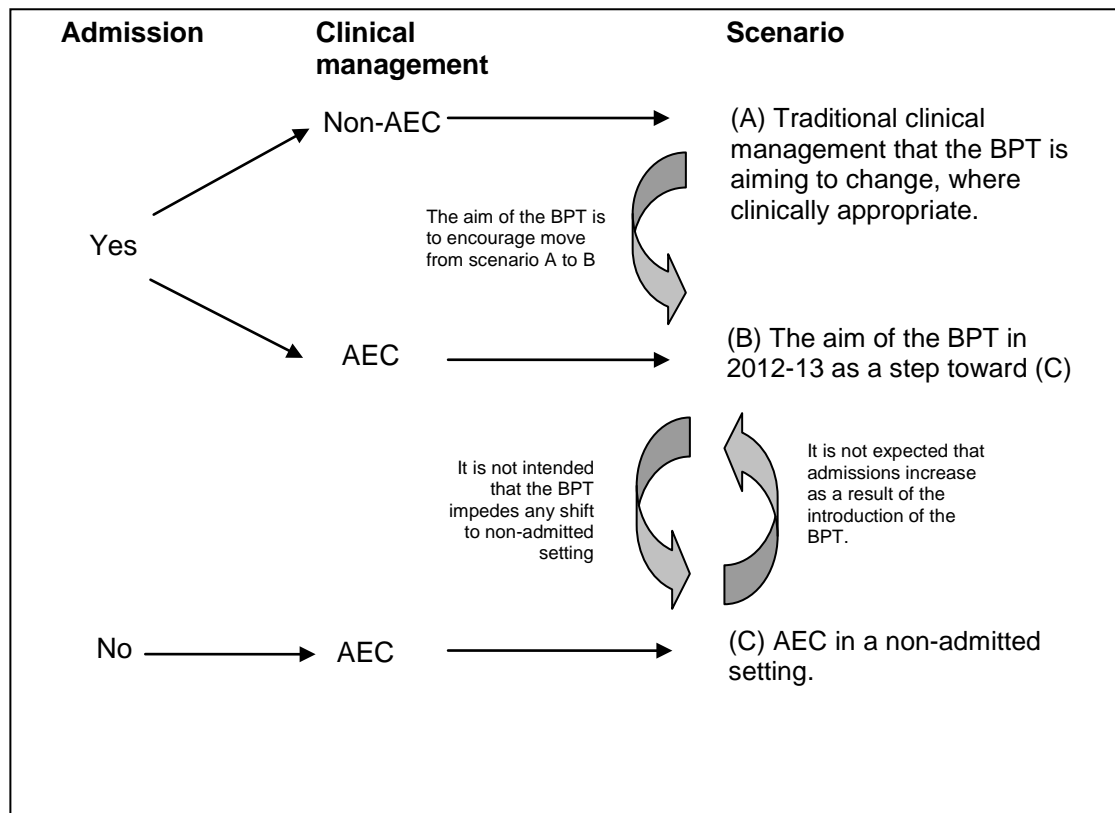 Admission
Clinical
management
Scenario
Non-AEC
(A) Traditional clinical
management that the BPT is
aiming to change, where
clinically appropriate.
The aim of the BPT is
to encourage move
from scenario A to B
Yes
AEC
(B) The aim of the BPT in
2012-13 as a step toward (C)
It is not intended
that the BPT
impedes any shift
to non-admitted
setting
It is not expected that
admissions increase
as a result of the
introduction of the
BPT.
No
AEC
(C) AEC in a non-admitted
setting.